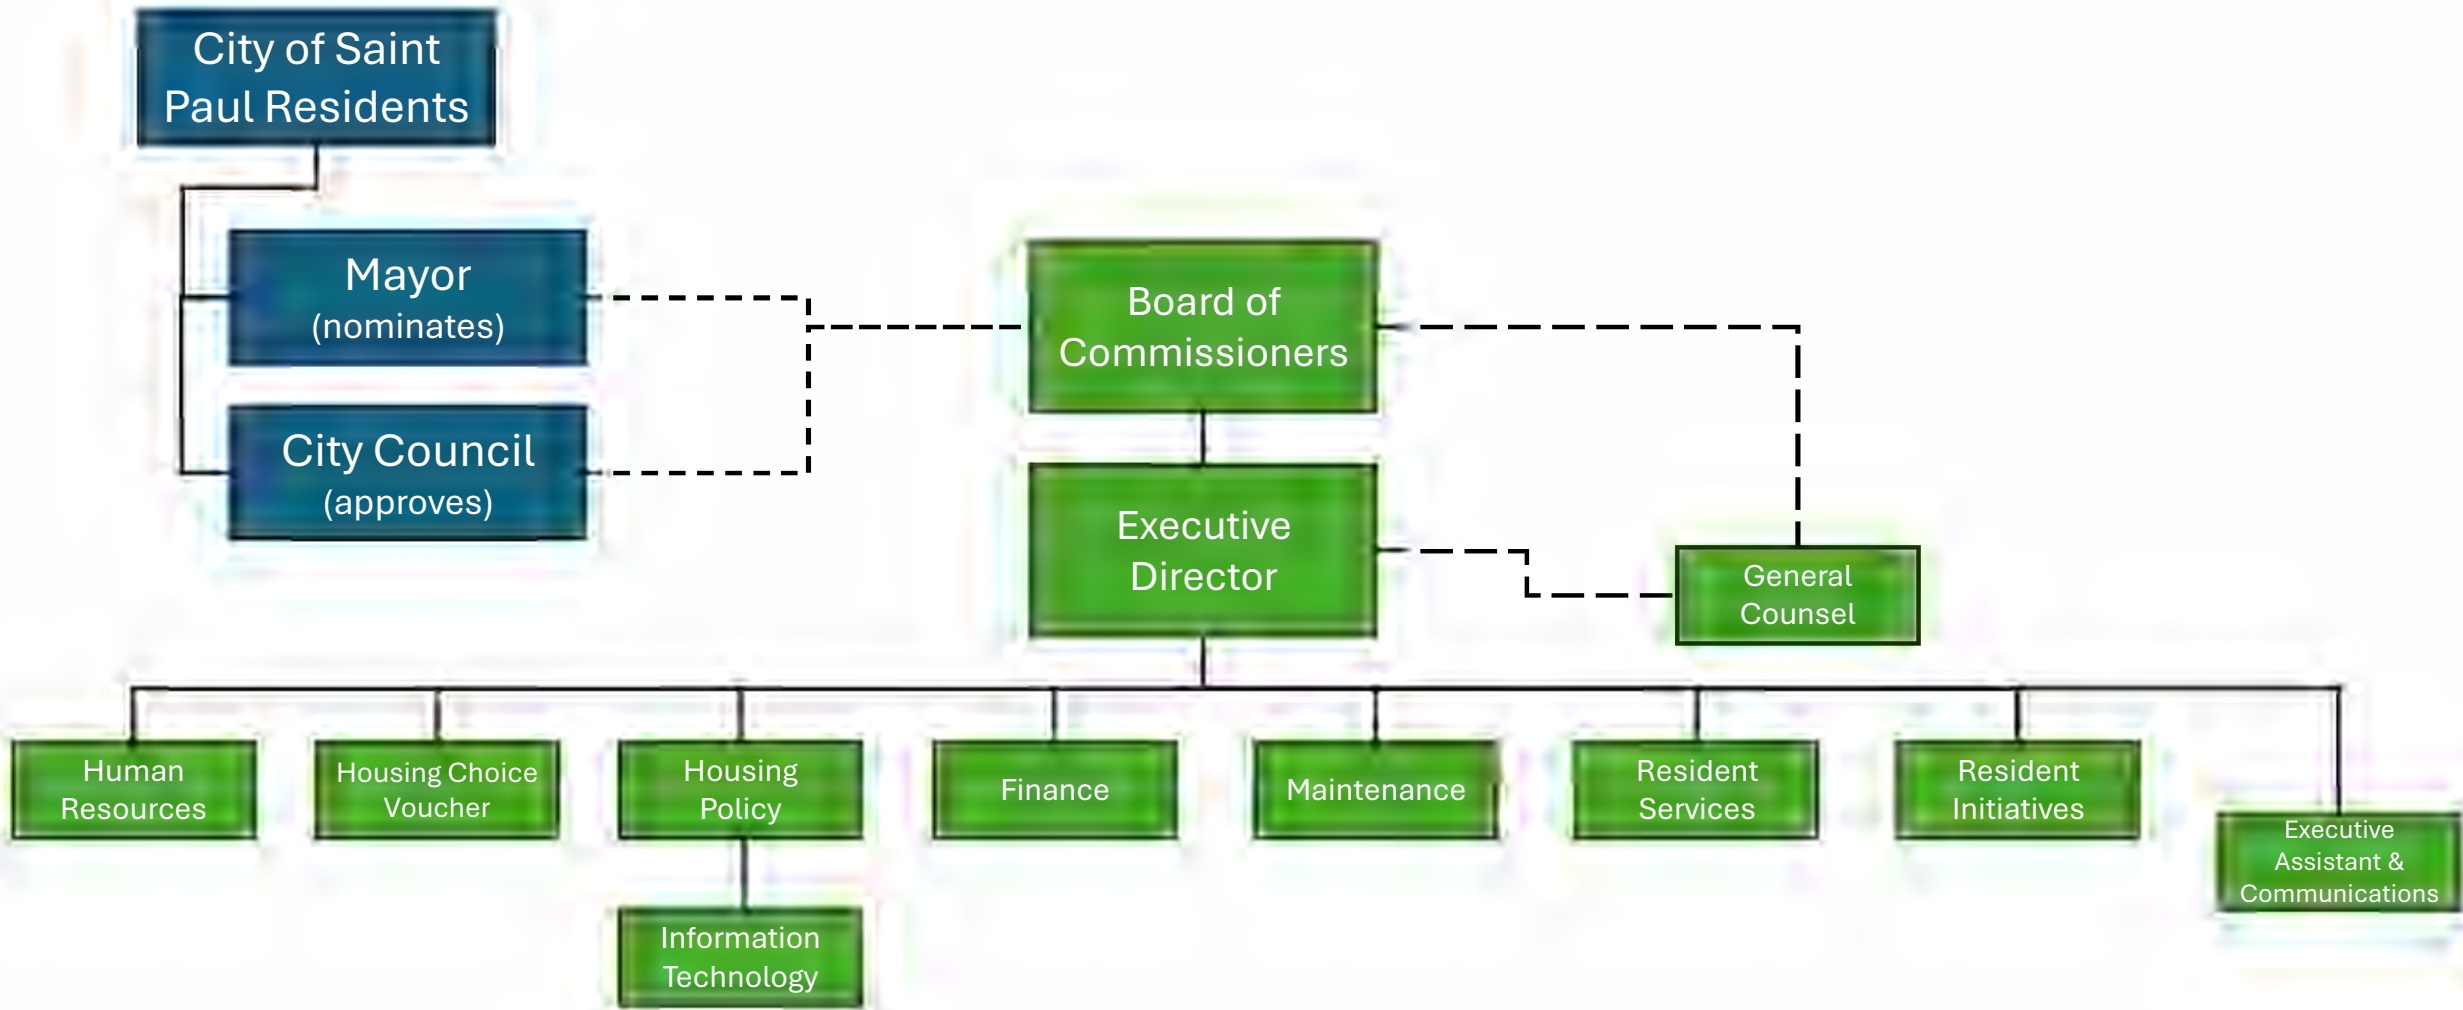 City of Saint
Paul Residents
Mayor
(nominates)
City Council
(approves)
Board of
Commissioners
Executive
Director
General
Counsel
Human
Resources
Housing Choice
Voucher
Housing
Policy
Finance
Maintenance
Resident
Services
Resident
Initiatives
Executive
Assistant &
Communications
Information
Technology